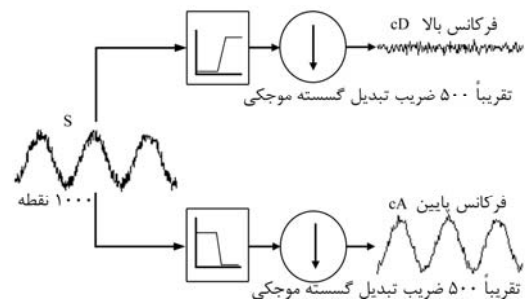 فرکانس بالا cD
تقریباً ۵۰۰ ضریب تبدیل گسسته موجکی
S
۱۰۰۰ نقطه
فرکانس پایین cA
تقریباً ۵۰۰ ضریب تبدیل گسسته موجکی